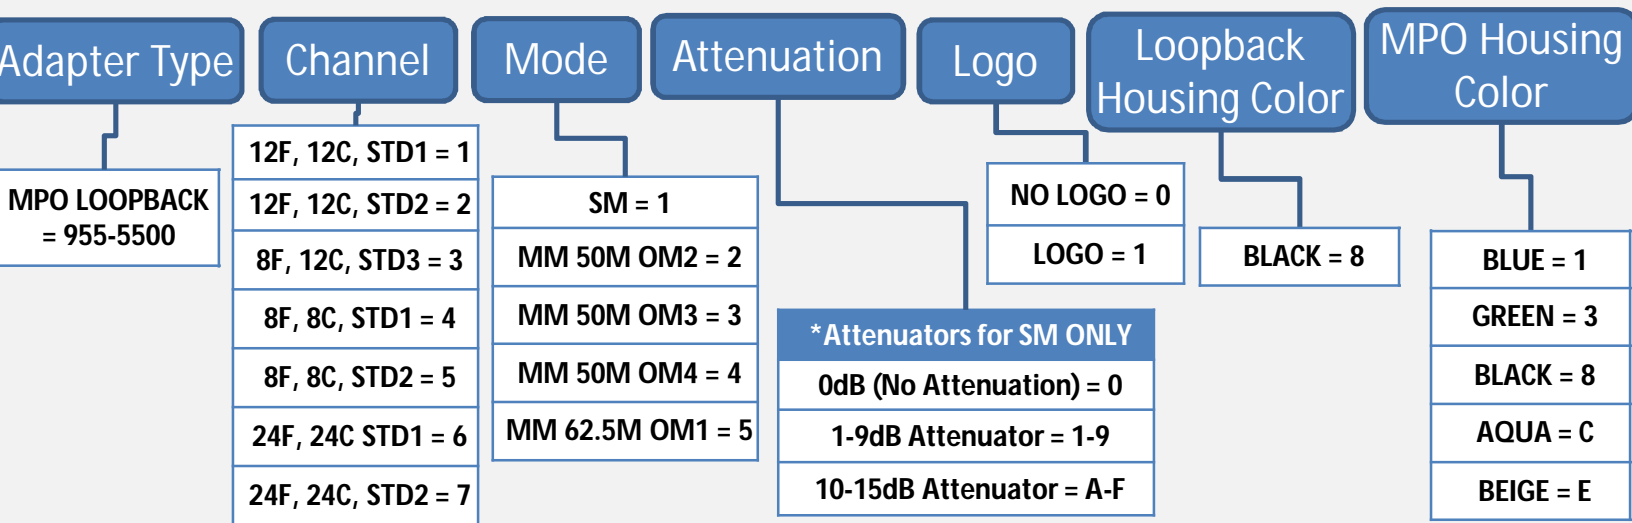 Adapter Type
Channel
Mode
Attenuation
Logo
Loopback
Housing Color
MPO Housing
Color
MPO LOOPBACK
= 955-5500
12F, 12C, STD1 = 1
12F, 12C, STD2 = 2
8F, 12C, STD3 = 3
8F, 8C, STD1 = 4
8F, 8C, STD2 = 5
24F, 24C STD1 = 6
24F, 24C, STD2 = 7
SM = 1
MM 50M OM2 = 2
MM 50M OM3 = 3
MM 50M OM4 = 4
MM 62.5M OM1 = 5
*Attenuators for SM ONLY
0dB (No Attenuation) = 0
1-9dB Attenuator = 1-9
10-15dB Attenuator = A-F
NO LOGO = 0
LOGO = 1
BLACK = 8
BLUE = 1
GREEN = 3
BLACK = 8
AQUA = C
BEIGE = E